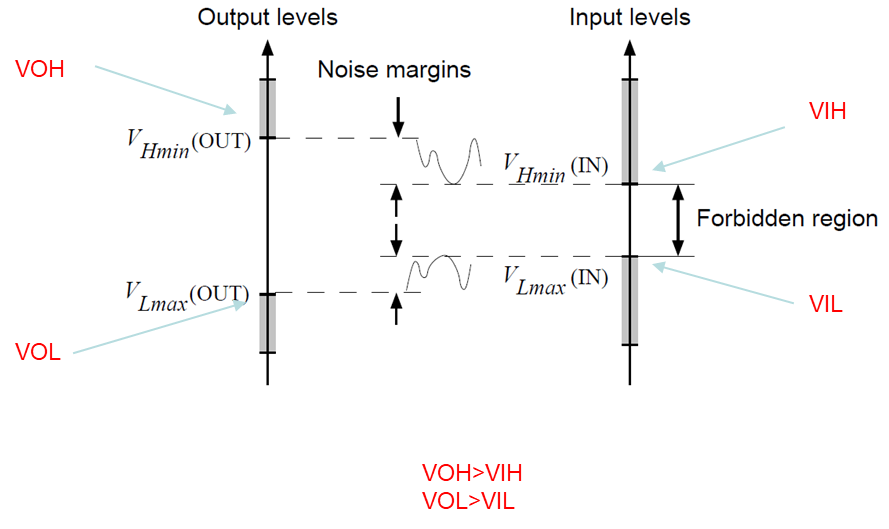 Output levels
Input levels
VOH
Noise margins
VIH
VHmin(OUT)
VHmin (IN)
Forbidden region
VLmax(OUT)
VLmax (IN)
VIL
VOL
VOH>VIH
VOL>VIL